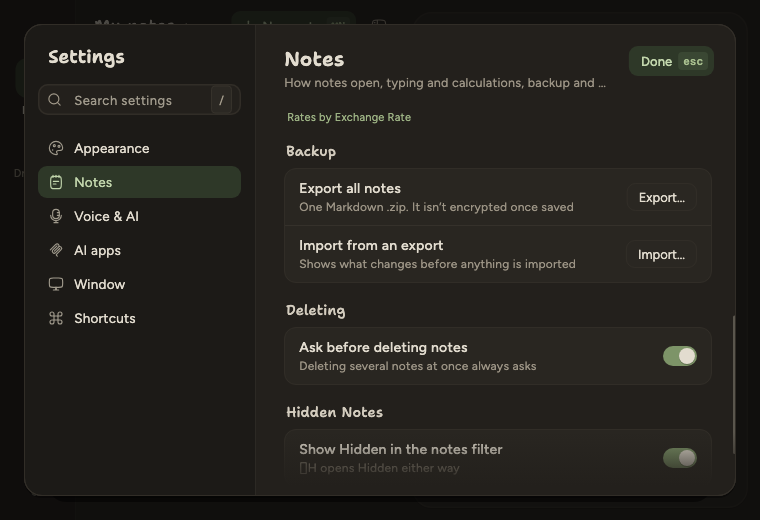 Settings
Search settings /
Appearance
Notes
Voice & AI
AI apps
Window
Shortcuts
Notes
How notes open, typing and calculations, backup and ...
Done esc
Rates by Exchange Rate
Backup
Export all notes
One Markdown .zip. It isn't encrypted once saved
Export...
Import from an export
Shows what changes before anything is imported
Import...
Deleting
Ask before deleting notes
Deleting several notes at once always asks
Hidden Notes
Show Hidden in the notes filter
H opens Hidden either way